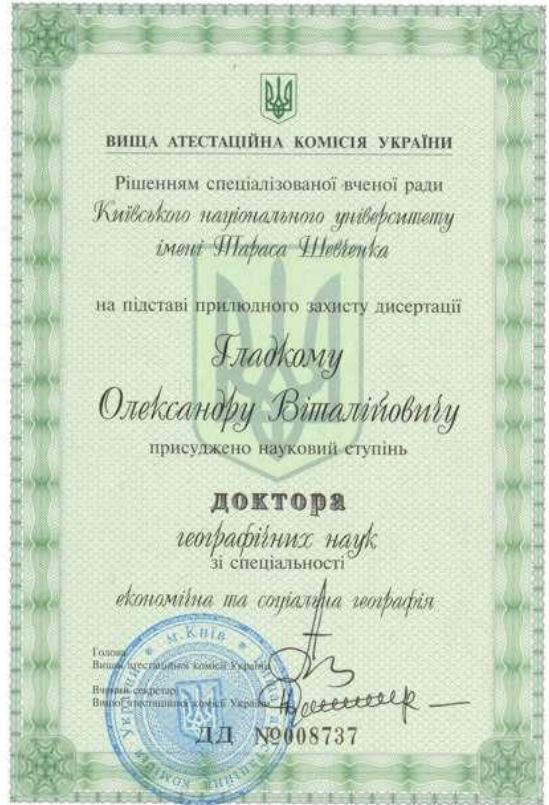 ВИЩА АТЕСТАЦІЙНА КОМІСІЯ УКРАЇНИ
Рішенням спеціалізованої вченої ради
Київського національного університету
імені Тараса Шевченка
на підставі прилюдного захисту дисертації
Гладкому
Олександру Віталійовичу
присуджено науковий ступінь
доктора
географічних наук
зі спеціальності
економічна та соціальна географія
м. Київ
Голова
Вищої атестаційної комісії України
Вчений секретар
Вищої атестаційної комісії України
ДД №008737